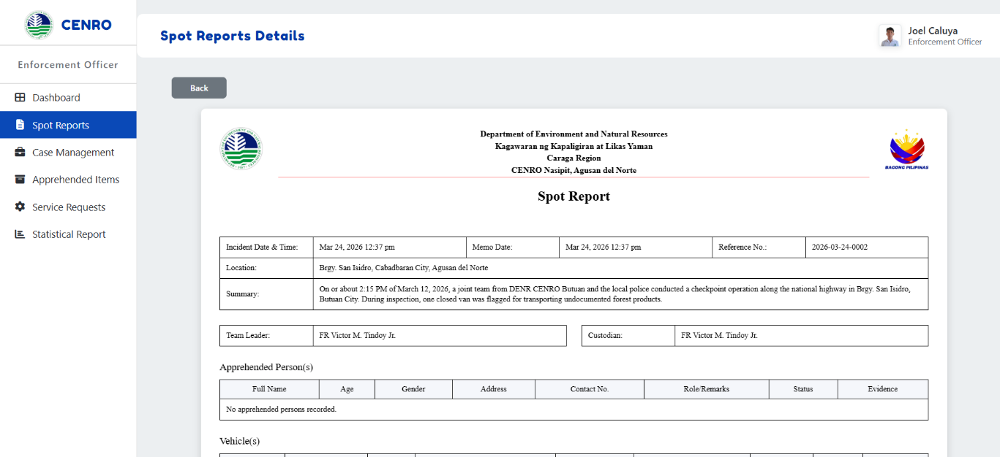 CENRO
Spot Reports Details
Joel Caluya
Enforcement Officer
Enforcement Officer
Dashboard
Spot Reports
Case Management
Apprehended Items
Service Requests
Statistical Report
Back
Department of Environment and Natural Resources
Kagawaran ng Kapaligiran at Likas Yaman
Caraga Region
CENRO Nasipit, Agusan del Norte
BAGONG PILIPINAS
Spot Report
Incident Date & Time: Mar 24, 2026 12:37 pm Memo Date: Mar 24, 2026 12:37 pm Reference No.: 2026-03-24-0002
Location: Brgy. San Isidro, Cabadbaran City, Agusan del Norte
Summary: On or about 2:15 PM of March 12, 2026, a joint team from DENR CENRO Butuan and the local police conducted a checkpoint operation along the national highway in Brgy. San Isidro,
Butuan City. During inspection, one closed van was flagged for transporting undocumented forest products.
Team Leader: FR Victor M. Tindoy Jr. Custodian: FR Victor M. Tindoy Jr.
Apprehended Person(s)
Full Name Age Gender Address Contact No. Role/Remarks Status Evidence
No apprehended persons recorded.
Vehicle(s)